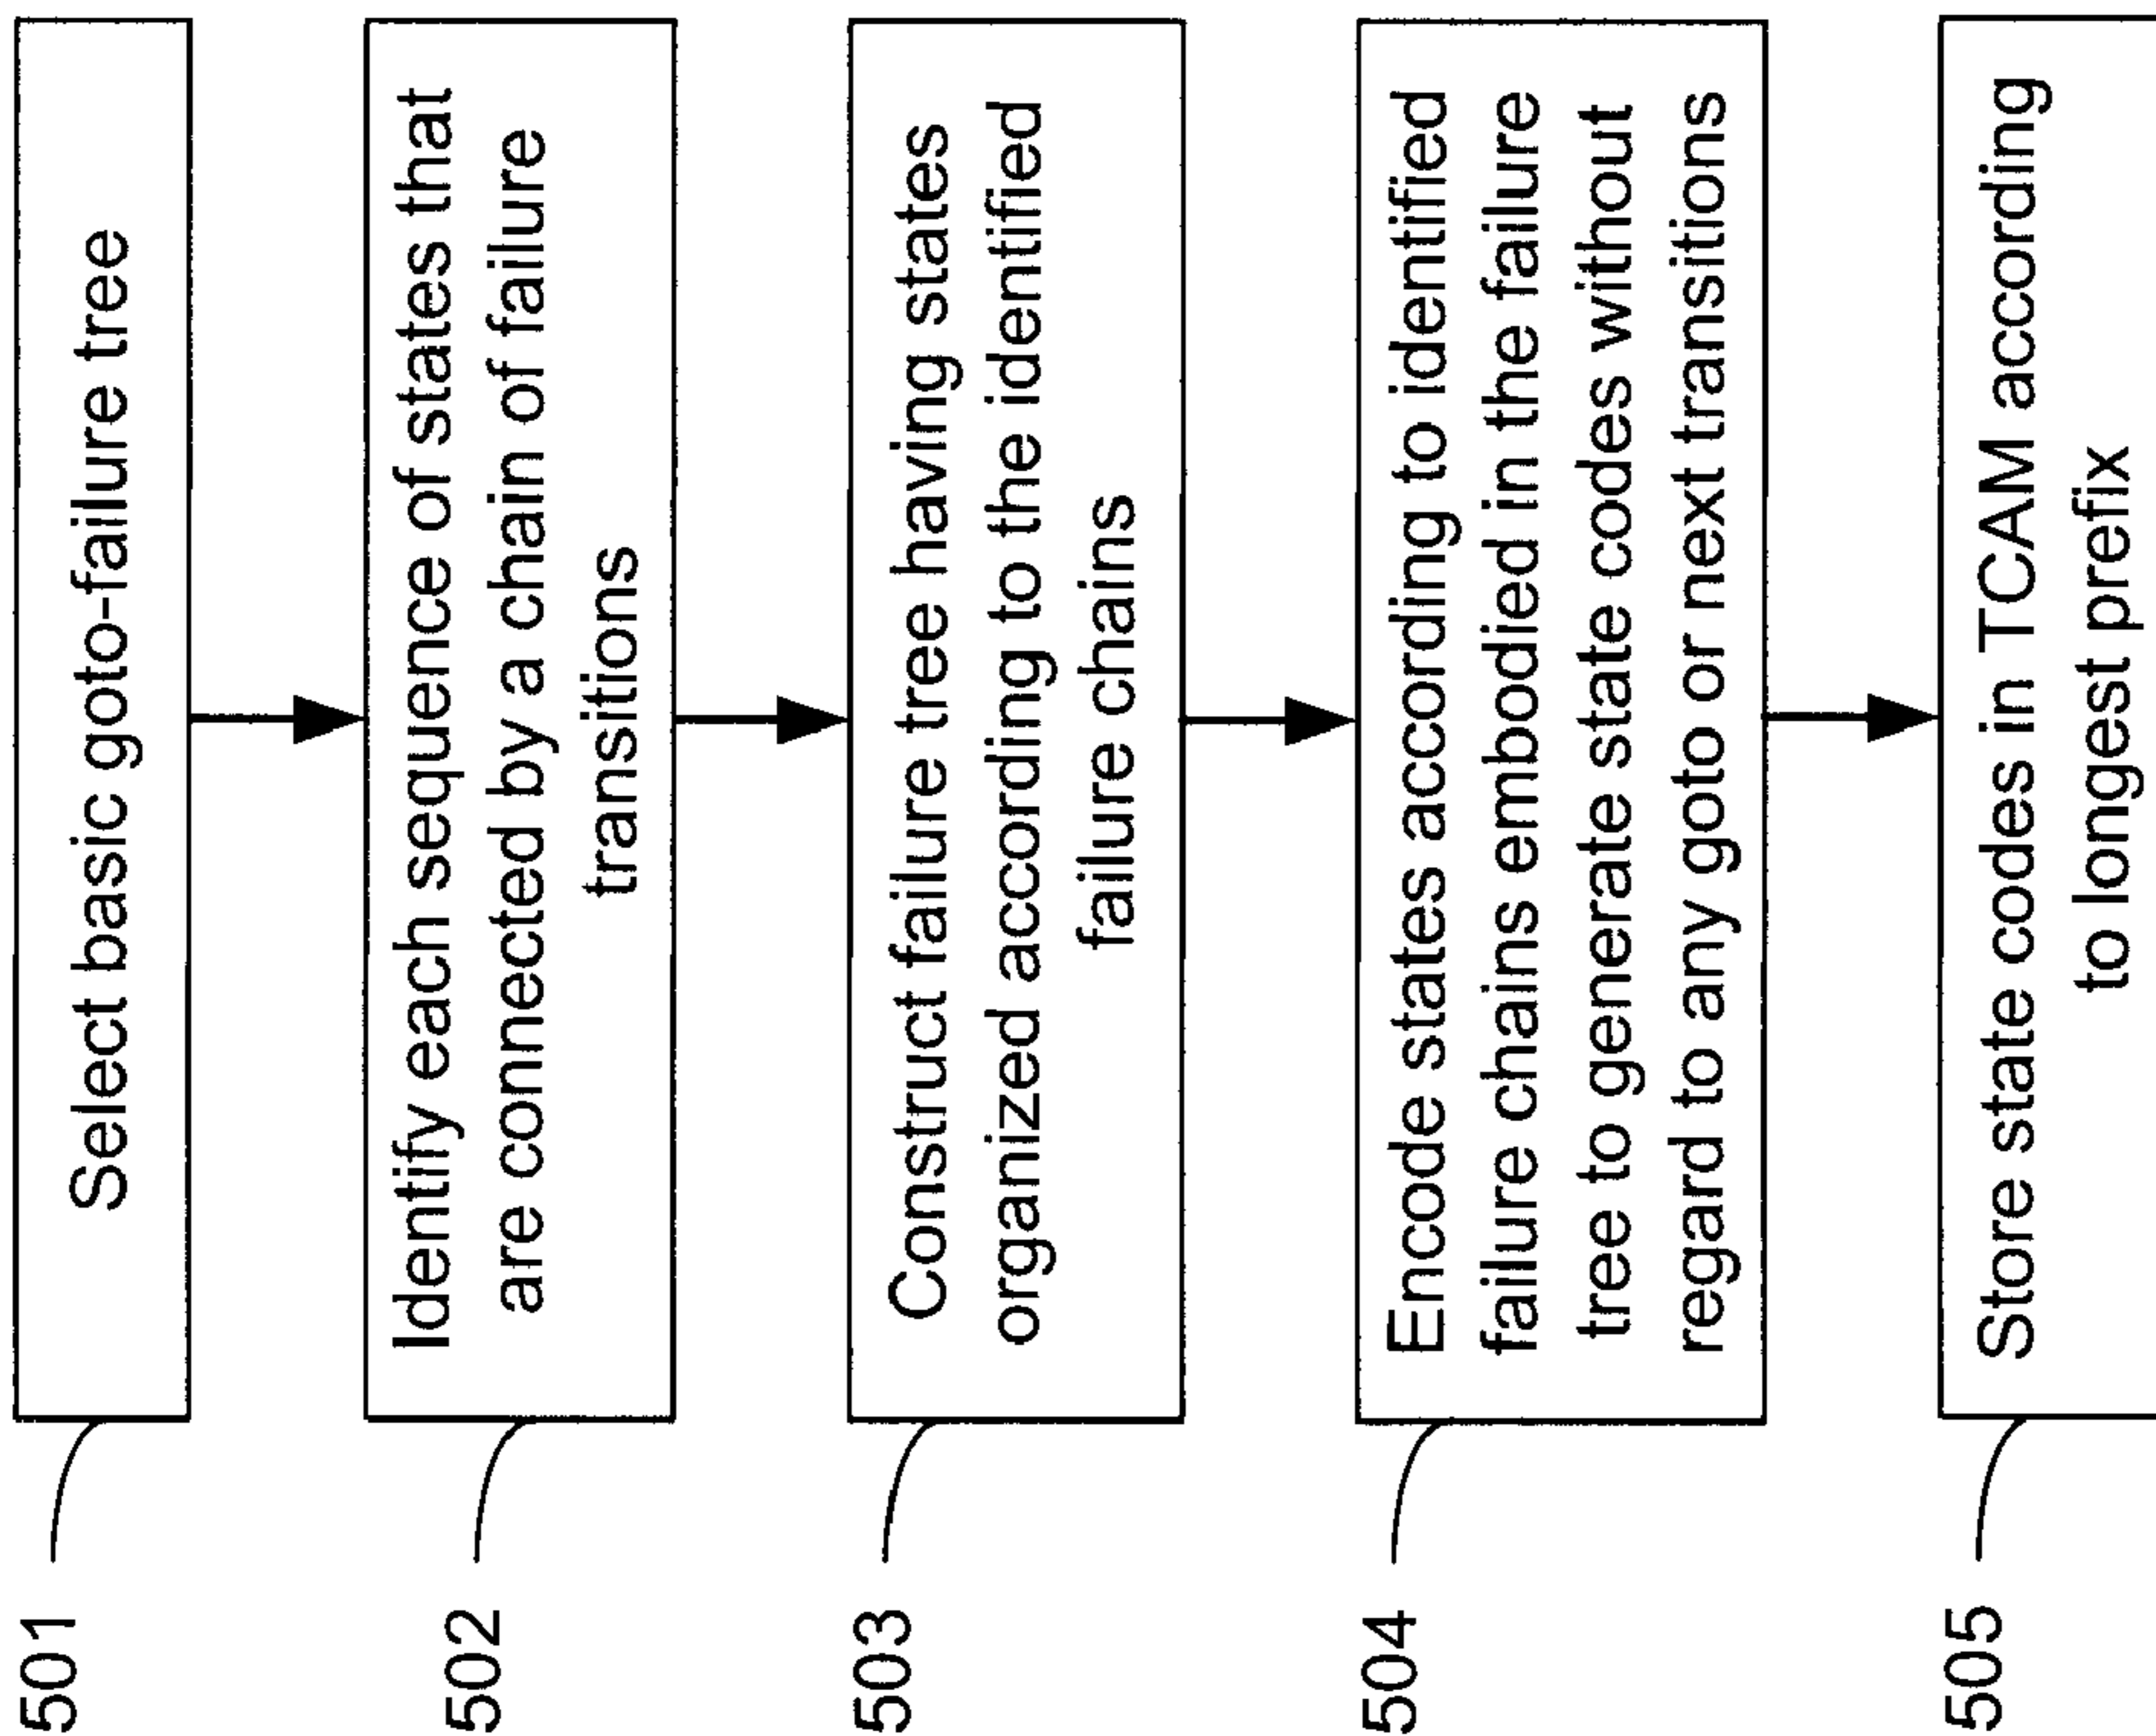 501
Select basic goto-failure tree
502
Identify each sequence of states that
are connected by a chain of failure
transitions
503
Construct failure tree having states
organized according to the identified
failure chains
504
Encode states according to identified
failure chains embodied in the failure
tree to generate state codes without
regard to any goto or next transitions
505
Store state codes in TCAM according
to longest prefix